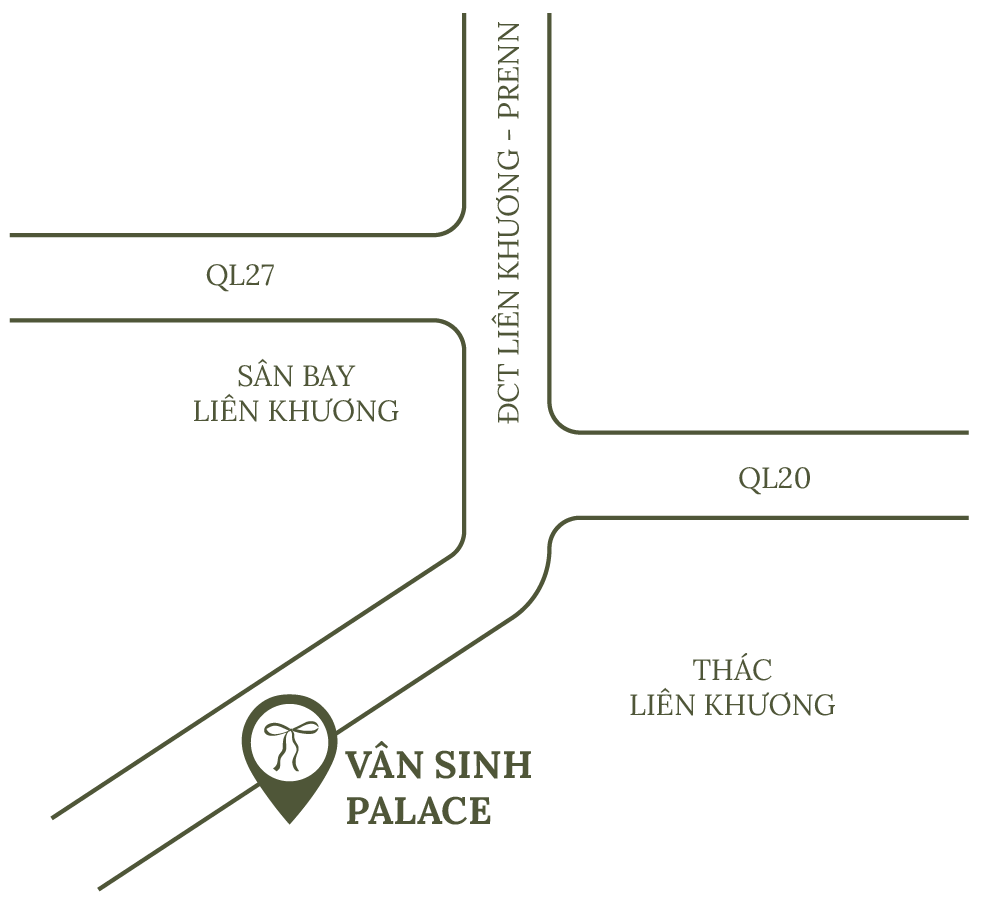 ĐCT LIÊN KHƯƠNG - PRENN
QL27
SÂN BAY
LIÊN KHƯƠNG
QL20
THÁC
LIÊN KHƯƠNG
VÂN SINH
PALACE